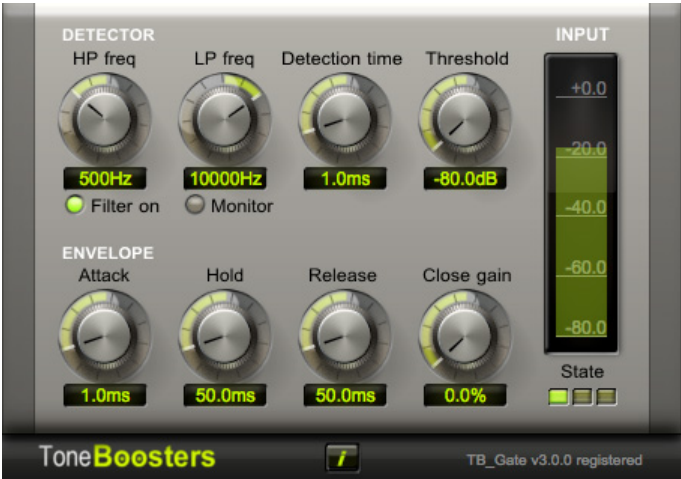 DETECTOR
INPUT
HP freq
LP freq
Detection time
Threshold
+0.0
-20.0
-40.0
-60.0
-80.0
500Hz
10000Hz
1.0ms
-80.0dB
Filter on
Monitor
ENVELOPE
Attack
Hold
Release
Close gain
State
1.0ms
50.0ms
50.0ms
0.0%
ToneBoosters
i
TB_Gate v3.0.0 registered